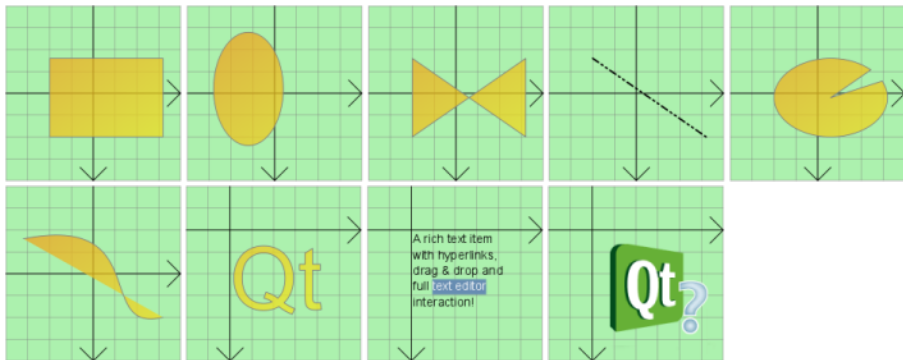 Qt
A rich text item
with hyperlinks,
drag & drop and
full text editor
interaction!
Qt?